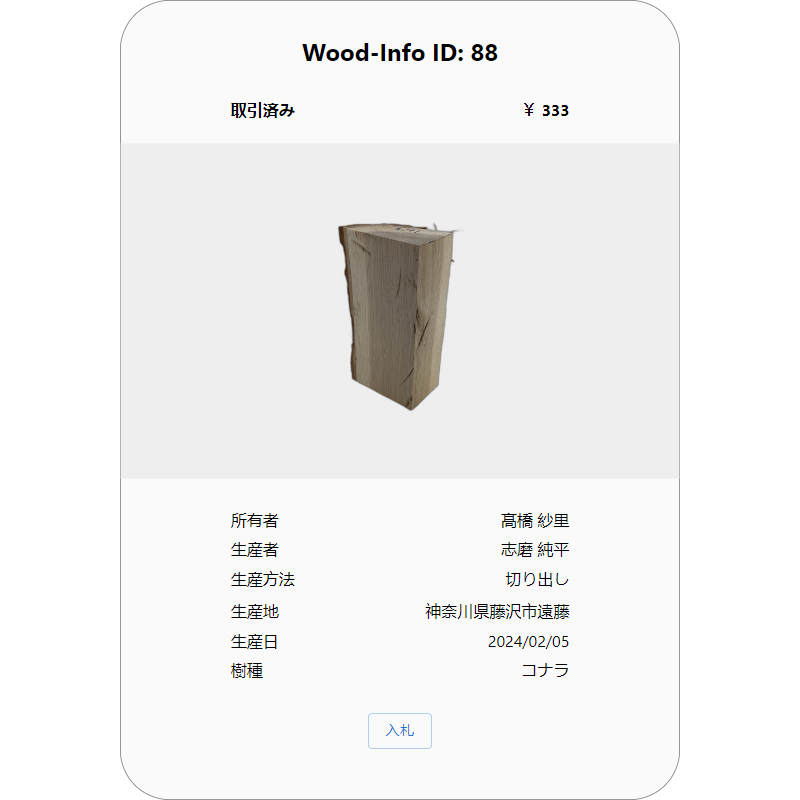 Wood-Info ID: 88
取引済み ¥ 333
所有者 髙橋 紗里
生産者 志磨 純平
生産方法 切り出し
生産地 神奈川県藤沢市遠藤
生産日 2024/02/05
樹種 コナラ
入札